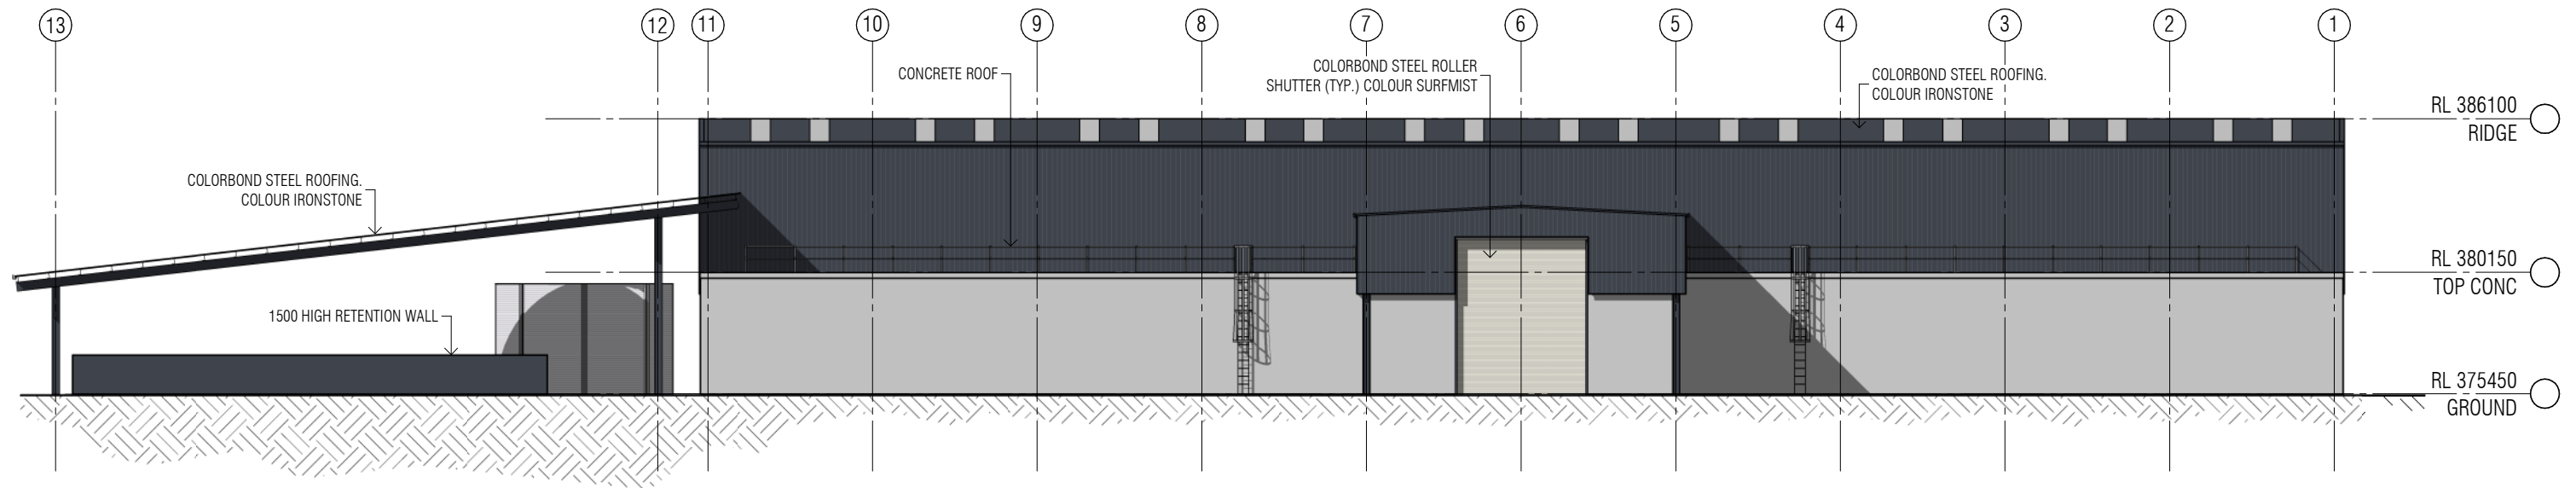 13
12
11
10
9
8
7
6
5
4
3
2
1
CONCRETE ROOF
COLORBOND STEEL ROLLER
SHUTTER (TYP.) COLOUR SURFMIST
COLORBOND STEEL ROOFING.
COLOUR IRONSTONE
RL 386100
RIDGE
COLORBOND STEEL ROOFING.
COLOUR IRONSTONE
RL 380150
TOP CONC
1500 HIGH RETENTION WALL
RL 375450
GROUND